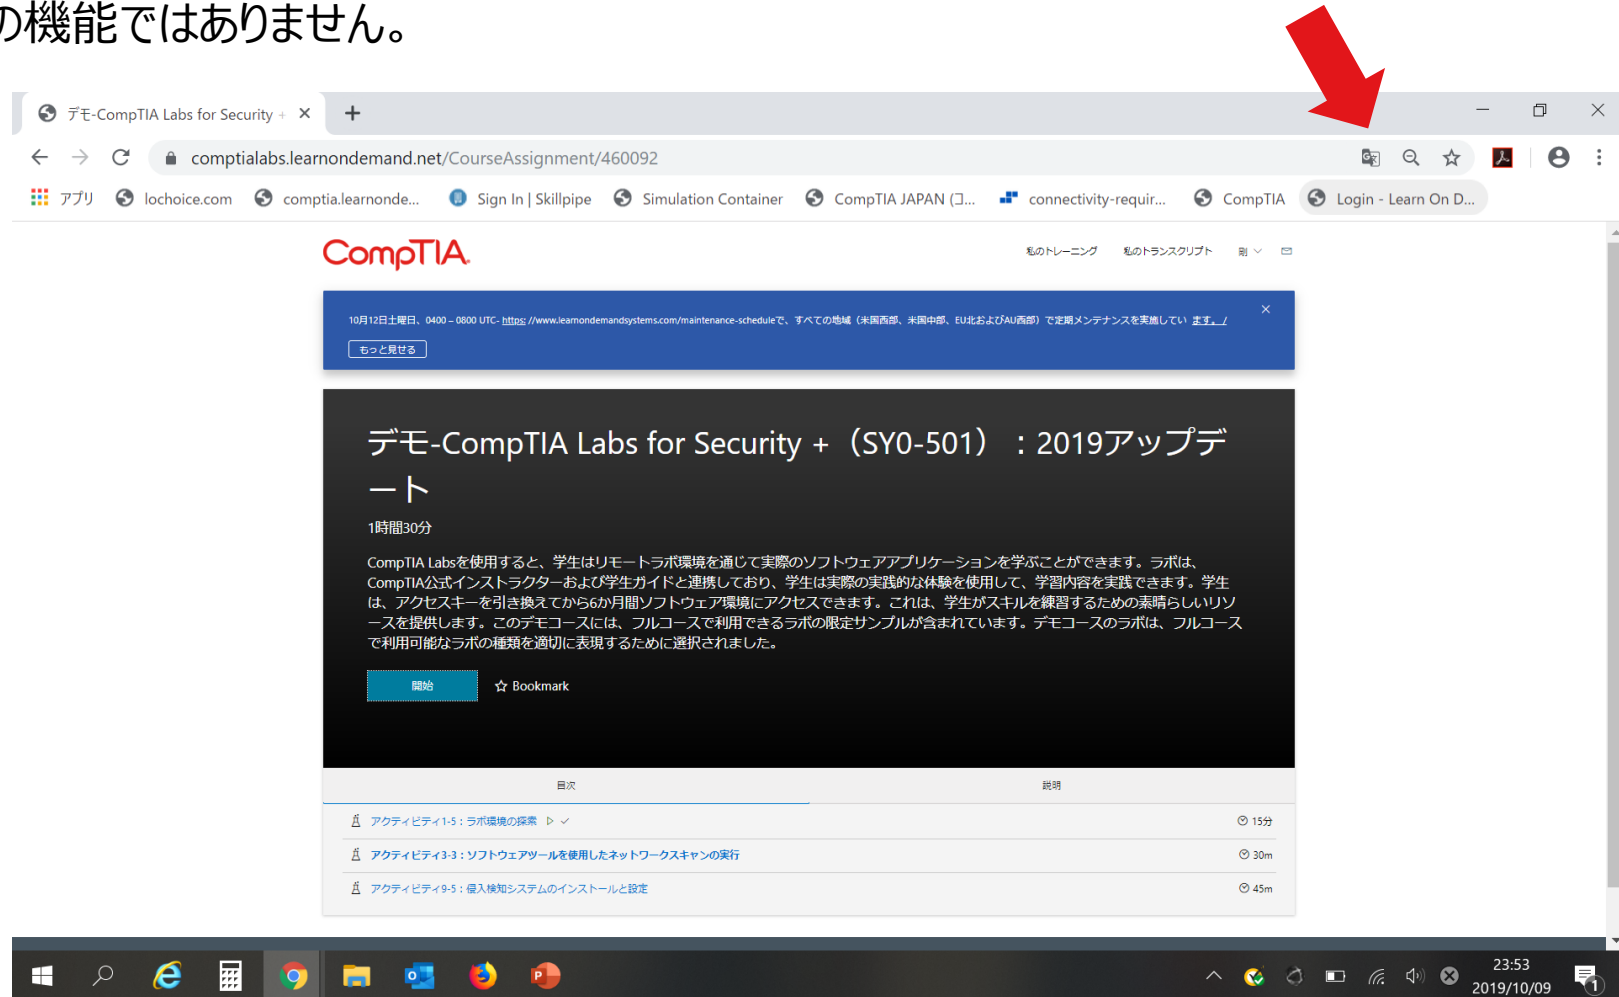 の機能ではありません。
デモ-CompTIA Labs for Security +
comptialabs.learnondemand.net/CourseAssignment/460092
アプリ lochoice.com comptia.learnonde... Sign In | Skillpipe Simulation Container CompTIA JAPAN (コ... connectivity-requir... CompTIA Login - Learn On D...
CompTIA.
私のトレーニング 私のトランスクリプト 剛
10月12日土曜日、0400 – 0800 UTC- https: //www.learnondemandsystems.com/maintenance-scheduleで、すべての地域（米国西部、米国中部、EU北およびAU西部）で定期メンテナンスを実施してい ます。 /
もっと見せる
デモ-CompTIA Labs for Security +（SY0-501）：2019アップデ
ート
1時間30分
CompTIA Labsを使用すると、学生はリモートラボ環境を通じて実際のソフトウェアアプリケーションを学ぶことができます。ラボは、
CompTIA公式インストラクターおよび学生ガイドと連携しており、学生は実際の実践的な体験を使用して、学習内容を実践できます。学生
は、アクセスキーを引き換えてから6か月間ソフトウェア環境にアクセスできます。これは、学生がスキルを練習するための素晴らしいリソ
ースを提供します。このデモコースには、フルコースで利用できるラボの限定サンプルが含まれています。デモコースのラボは、フルコース
で利用可能なラボの種類を適切に表現するために選択されました。
開始 Bookmark
目次 説明
アクティビティ1-5：ラボ環境の探索 15分
アクティビティ3-3：ソフトウェアツールを使用したネットワークスキャンの実行 30m
アクティビティ9-5：侵入検知システムのインストールと設定 45m
23:53
2019/10/09
1